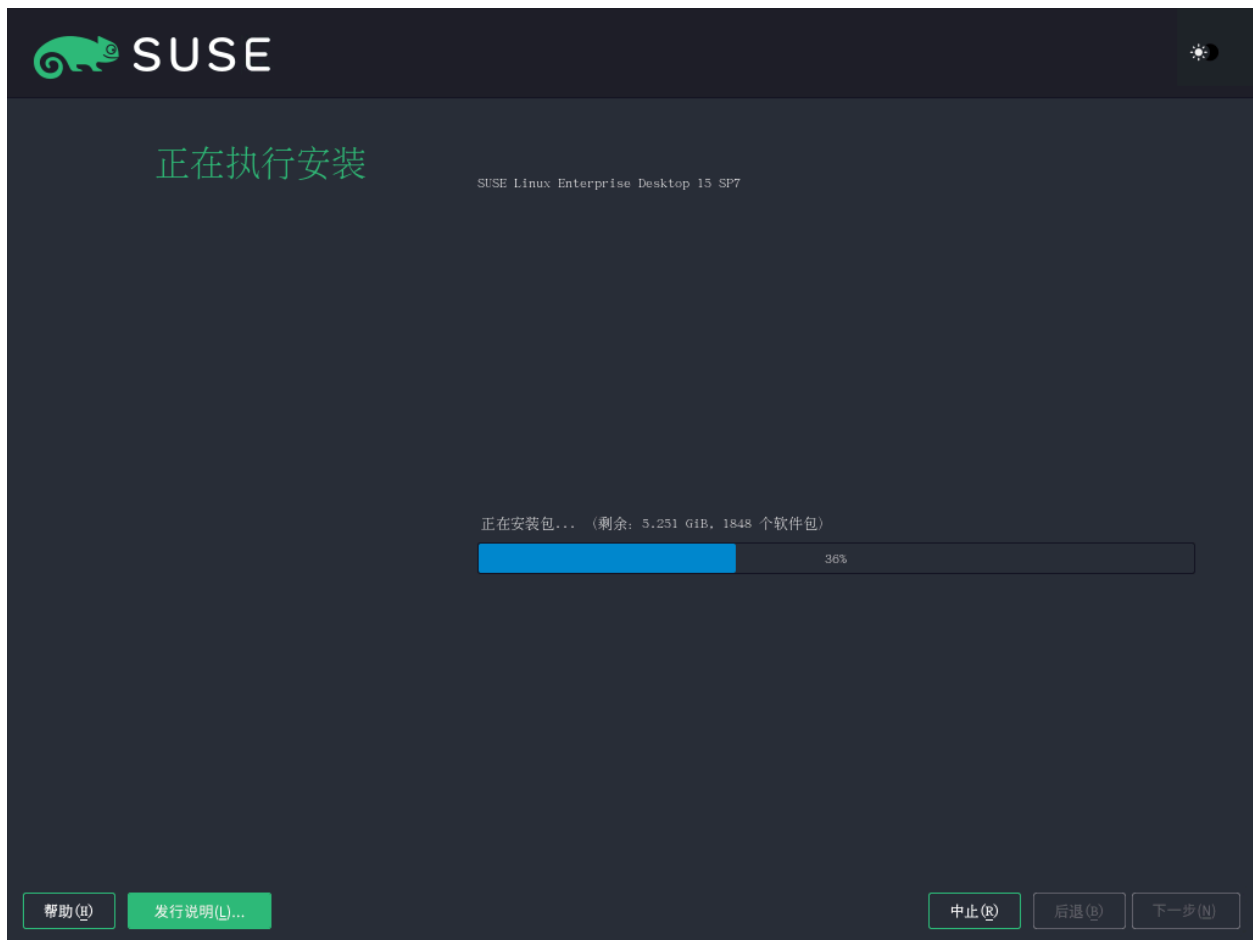 SUSE
正在执行安装
SUSE Linux Enterprise Desktop 15 SP7
正在安装包... (剩余: 5.251 GiB, 1848 个软件包)
36%
帮助(H)
发行说明(L)...
中止(R)
后退(B)
下一步(N)